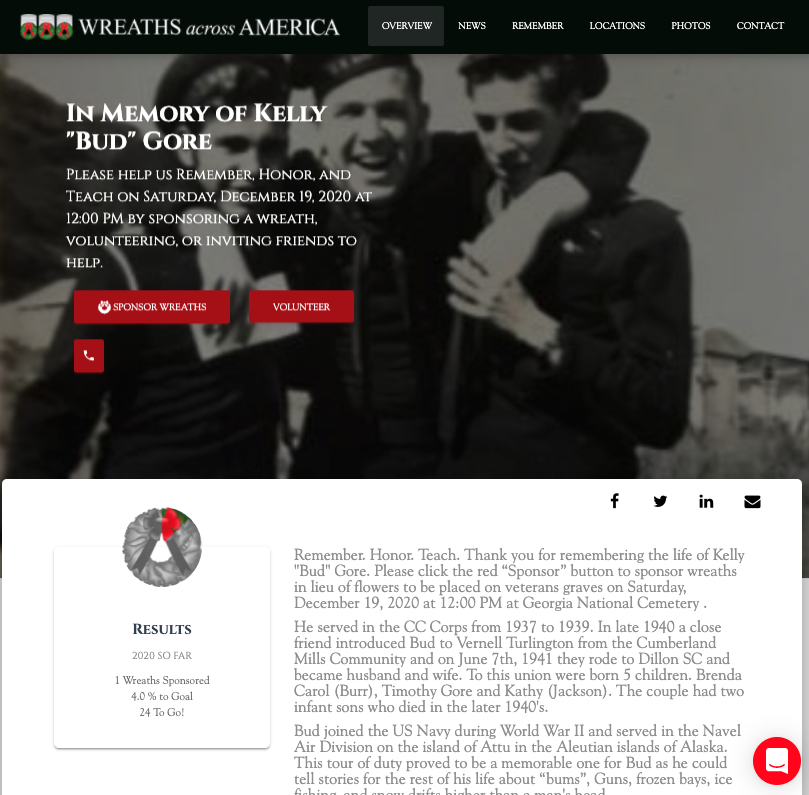 WREATHS across AMERICA
OVERVIEW
NEWS
REMEMBER
LOCATIONS
PHOTOS
CONTACT
In Memory of Kelly
"Bud" Gore
Please help us Remember, Honor, and
Teach on Saturday, December 19, 2020 at
12:00 PM by sponsoring a wreath,
volunteering, or inviting friends to
help.
SPONSOR WREATHS
VOLUNTEER
Remember. Honor. Teach. Thank you for remembering the life of Kelly
"Bud" Gore. Please click the red “Sponsor” button to sponsor wreaths
in lieu of flowers to be placed on veterans graves on Saturday,
December 19, 2020 at 12:00 PM at Georgia National Cemetery .
He served in the CC Corps from 1937 to 1939. In late 1940 a close
friend introduced Bud to Vernell Turlington from the Cumberland
Mills Community and on June 7th, 1941 they rode to Dillon SC and
became husband and wife. To this union were born 5 children. Brenda
Carol (Burr), Timothy Gore and Kathy (Jackson). The couple had two
infant sons who died in the later 1940's.
Bud joined the US Navy during World War II and served in the Navel
Air Division on the island of Attu in the Aleutian islands of Alaska.
This tour of duty proved to be a memorable one for Bud as he could
tell stories for the rest of his life about “bums”, Guns, frozen bays, ice
fishing, and snow drifts higher than a man's head
Results
2020 SO FAR
1 Wreaths Sponsored
4.0 % to Goal
24 To Go!